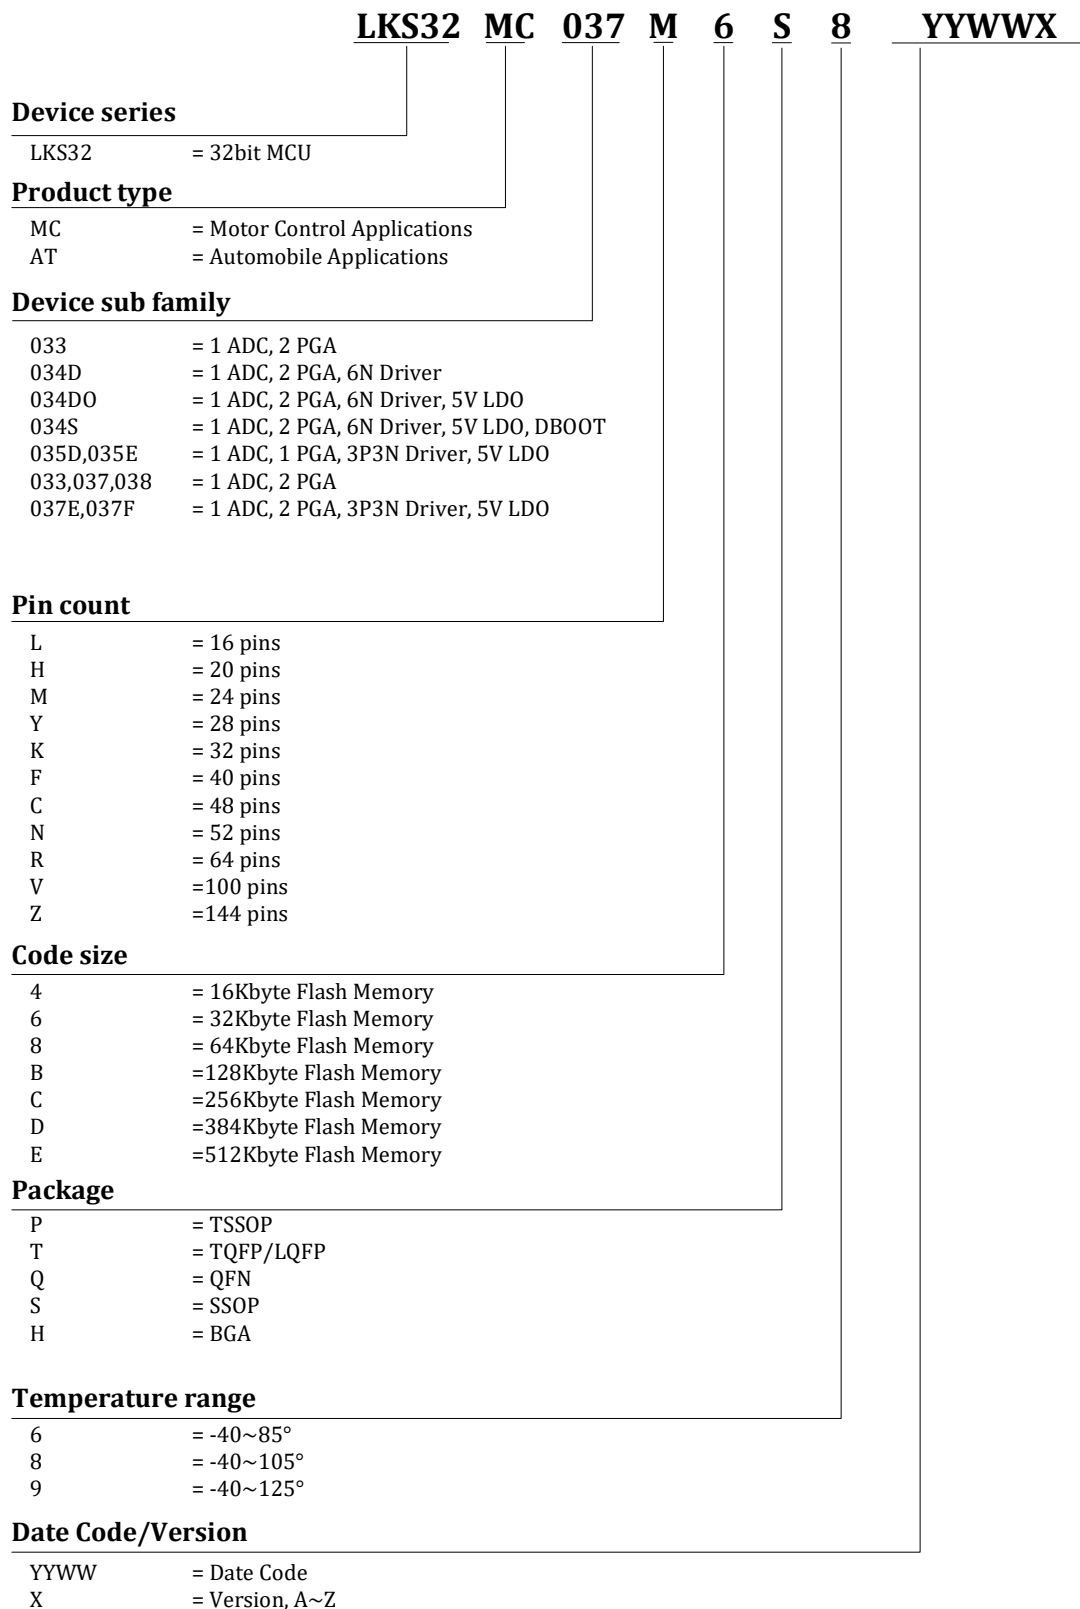 LKS32 MC 037 M 6 S 8 YYWWX
Device series
LKS32 = 32bit MCU
Product type
MC = Motor Control Applications
AT = Automobile Applications
Device sub family
033 = 1 ADC, 2 PGA
034D = 1 ADC, 2 PGA, 6N Driver
034DO = 1 ADC, 2 PGA, 6N Driver, 5V LDO
034S = 1 ADC, 2 PGA, 6N Driver, 5V LDO, DBOOT
035D,035E = 1 ADC, 1 PGA, 3P3N Driver, 5V LDO
033,037,038 = 1 ADC, 2 PGA
037E,037F = 1 ADC, 2 PGA, 3P3N Driver, 5V LDO
Pin count
L = 16 pins
H = 20 pins
M = 24 pins
Y = 28 pins
K = 32 pins
F = 40 pins
C = 48 pins
N = 52 pins
R = 64 pins
V =100 pins
Z =144 pins
Code size
4 = 16Kbyte Flash Memory
6 = 32Kbyte Flash Memory
8 = 64Kbyte Flash Memory
B =128Kbyte Flash Memory
C =256Kbyte Flash Memory
D =384Kbyte Flash Memory
E =512Kbyte Flash Memory
Package
P = TSSOP
T = TQFP/LQFP
Q = QFN
S = SSOP
H = BGA
Temperature range
6 = -40~85°
8 = -40~105°
9 = -40~125°
Date Code/Version
YYWW = Date Code
X = Version, A~Z